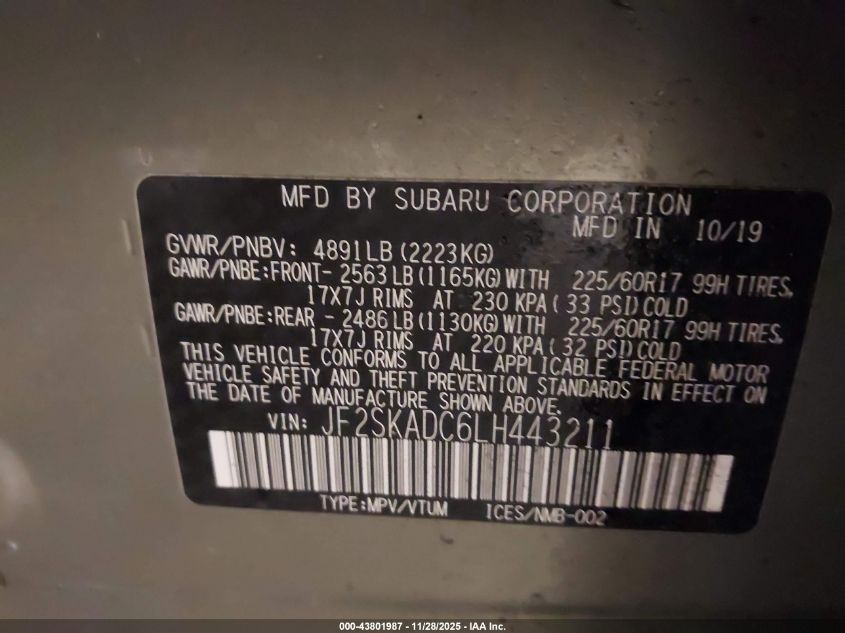 MFD BY SUBARU CORPORATION
MFD IN 10/19
GVWR/PNBV: 4891LB (2223KG)
GAWR/PNBE:FRONT- 2563LB (1165KG) WITH 225/60R17 99H TIRES,
17X7J RIMS AT 230 KPA ( 33 PSI) COLD
GAWR/PNBE:REAR - 2486LB (1130KG) WITH 225/60R17 99H TIRES,
17X7J RIMS AT 220 KPA ( 32 PSI) COLD
THIS VEHICLE CONFORMS TO ALL APPLICABLE FEDERAL MOTOR
VEHICLE SAFETY AND THEFT PREVENTION STANDARDS IN EFFECT ON
THE DATE OF MANUFACTURE SHOWN ABOVE.
VIN: JF2SKADC6LH443211
TYPE:MPV/VTUM ICES/NMB-002
000-43801987 - 11/28/2025 - IAA Inc.